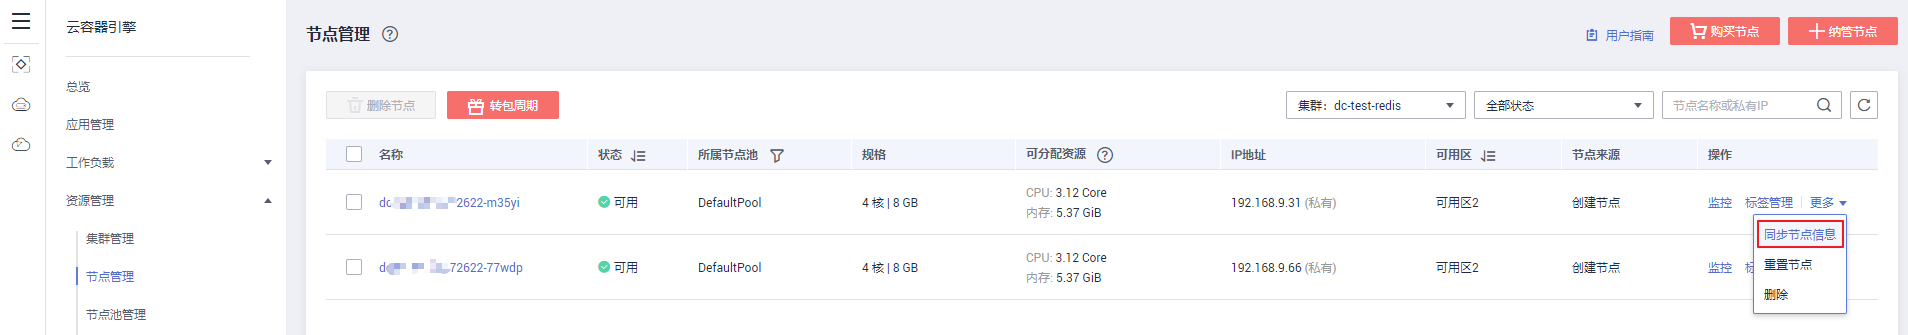 云容器引擎
总览
应用管理
工作负载
资源管理
集群管理
节点管理
节点池管理
节点管理
用户指南
购买节点
纳管节点
删除节点
转包周期
集群：dc-test-redis
全部状态
节点名称或私有IP
名称 状态 所属节点池 规格 可分配资源 IP地址 可用区 节点来源 操作
dc 2622-m35yi 可用 DefaultPool 4 核 | 8 GB CPU: 3.12 Core 192.168.9.31 (私有) 可用区2 创建节点 监控 标签管理 更多
内存: 5.37 GiB
d 72622-77wdp 可用 DefaultPool 4 核 | 8 GB CPU: 3.12 Core 192.168.9.66 (私有) 可用区2 创建节点 监控
内存: 5.37 GiB
同步节点信息
重置节点
删除